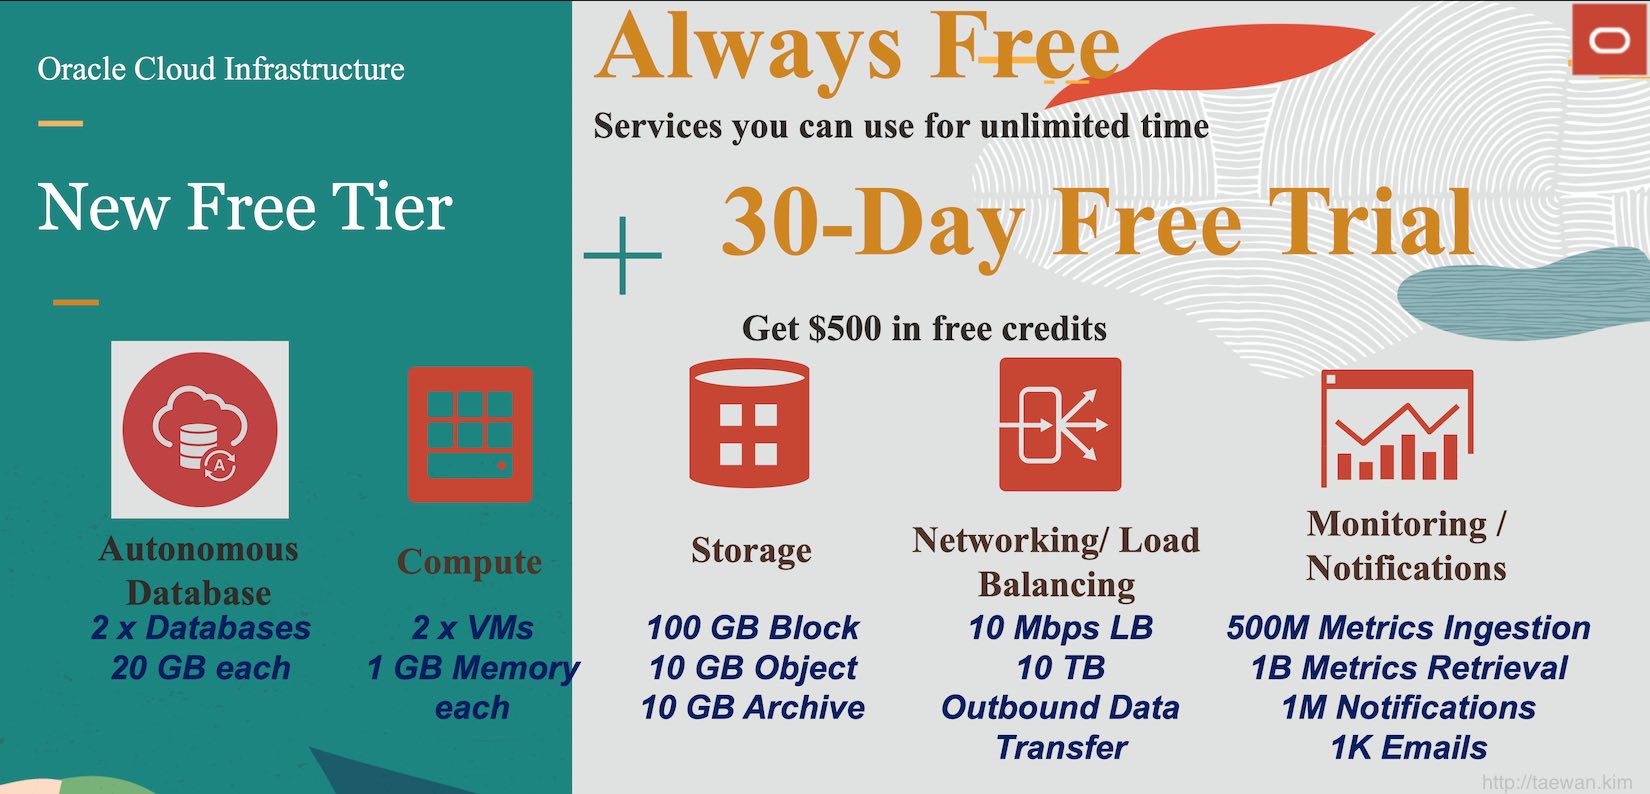 Oracle Cloud Infrastructure
New Free Tier
Always Free
Services you can use for unlimited time
30-Day Free Trial
Get $500 in free credits
A
Autonomous
Database
2 x Databases
20 GB each
Compute
2 x VMs
1 GB Memory
each
Storage
100 GB Block
10 GB Object
10 GB Archive
Networking/ Load
Balancing
10 Mbps LB
10 TB
Outbound Data
Transfer
Monitoring /
Notifications
500M Metrics Ingestion
1B Metrics Retrieval
1M Notifications
1K Emails
http://taewan.kim